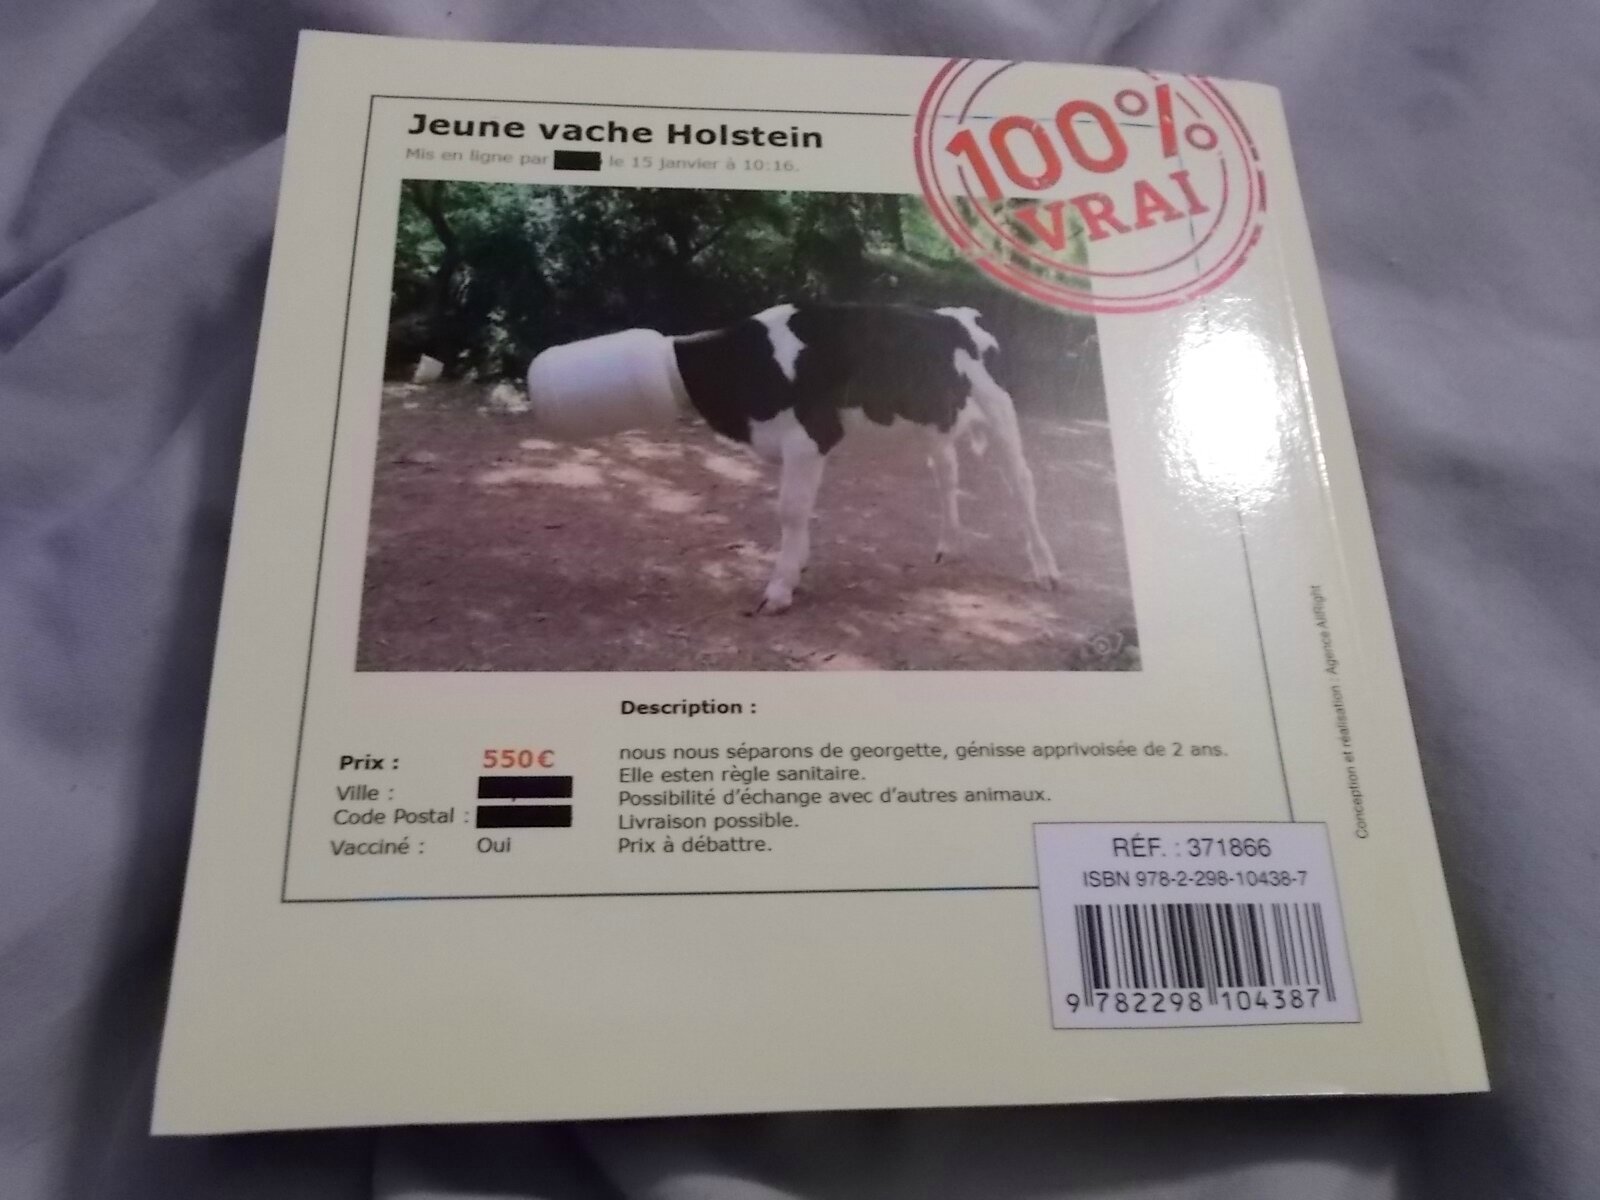 Jeune vache Holstein
Mis en ligne par le 15 janvier à 10:16.
100%
VRAI
Description :
nous nous séparons de georgette, génisse apprivoisée de 2 ans.
Elle esten règle sanitaire.
Possibilité d'échange avec d'autres animaux.
Livraison possible.
Prix à débattre.
Prix : 550€
Ville :
Code Postal :
Vacciné : Oui
Conception et réalisation : Agence AllRight
RÉF. : 371866
ISBN 978-2-298-10438-7
9 782298 104387